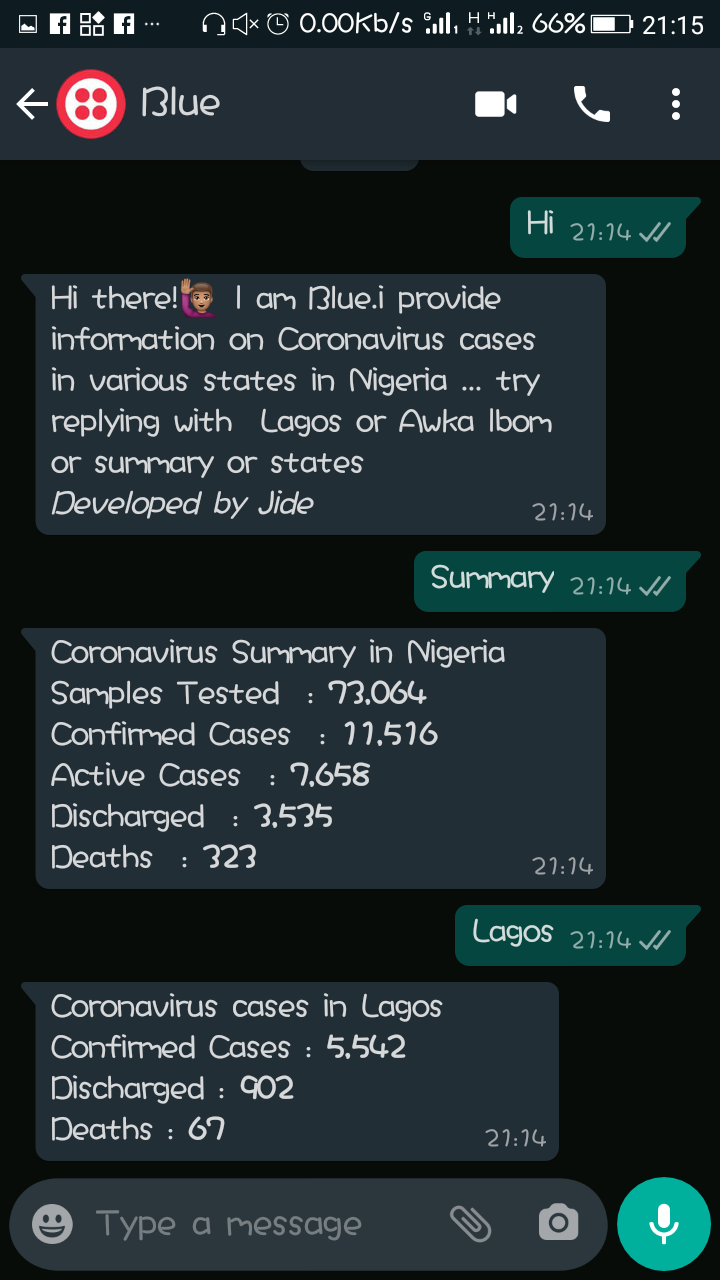 0.00Kb/s G 1 H H 2 66% 21:15
Blue
Hi 21:14
Hi there!🙋🏽‍♂️ I am Blue.i provide
information on Coronavirus cases
in various states in Nigeria ... try
replying with Lagos or Awka Ibom
or summary or states
Developed by Jide 21:14
Summary 21:14
Coronavirus Summary in Nigeria
Samples Tested : 73,064
Confirmed Cases : 11,516
Active Cases : 7,658
Discharged : 3,535
Deaths : 323 21:14
Lagos 21:14
Coronavirus cases in Lagos
Confirmed Cases : 5,542
Discharged : 902
Deaths : 67 21:14
Type a message